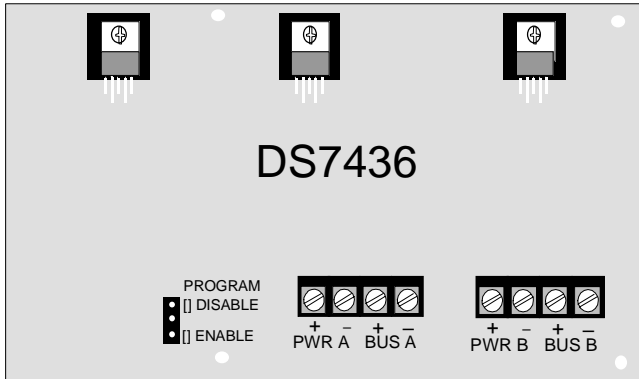 DS7436
PROGRAM
[] DISABLE
[] ENABLE
+ – + –
PWR A BUS A
+ – + –
PWR B BUS B